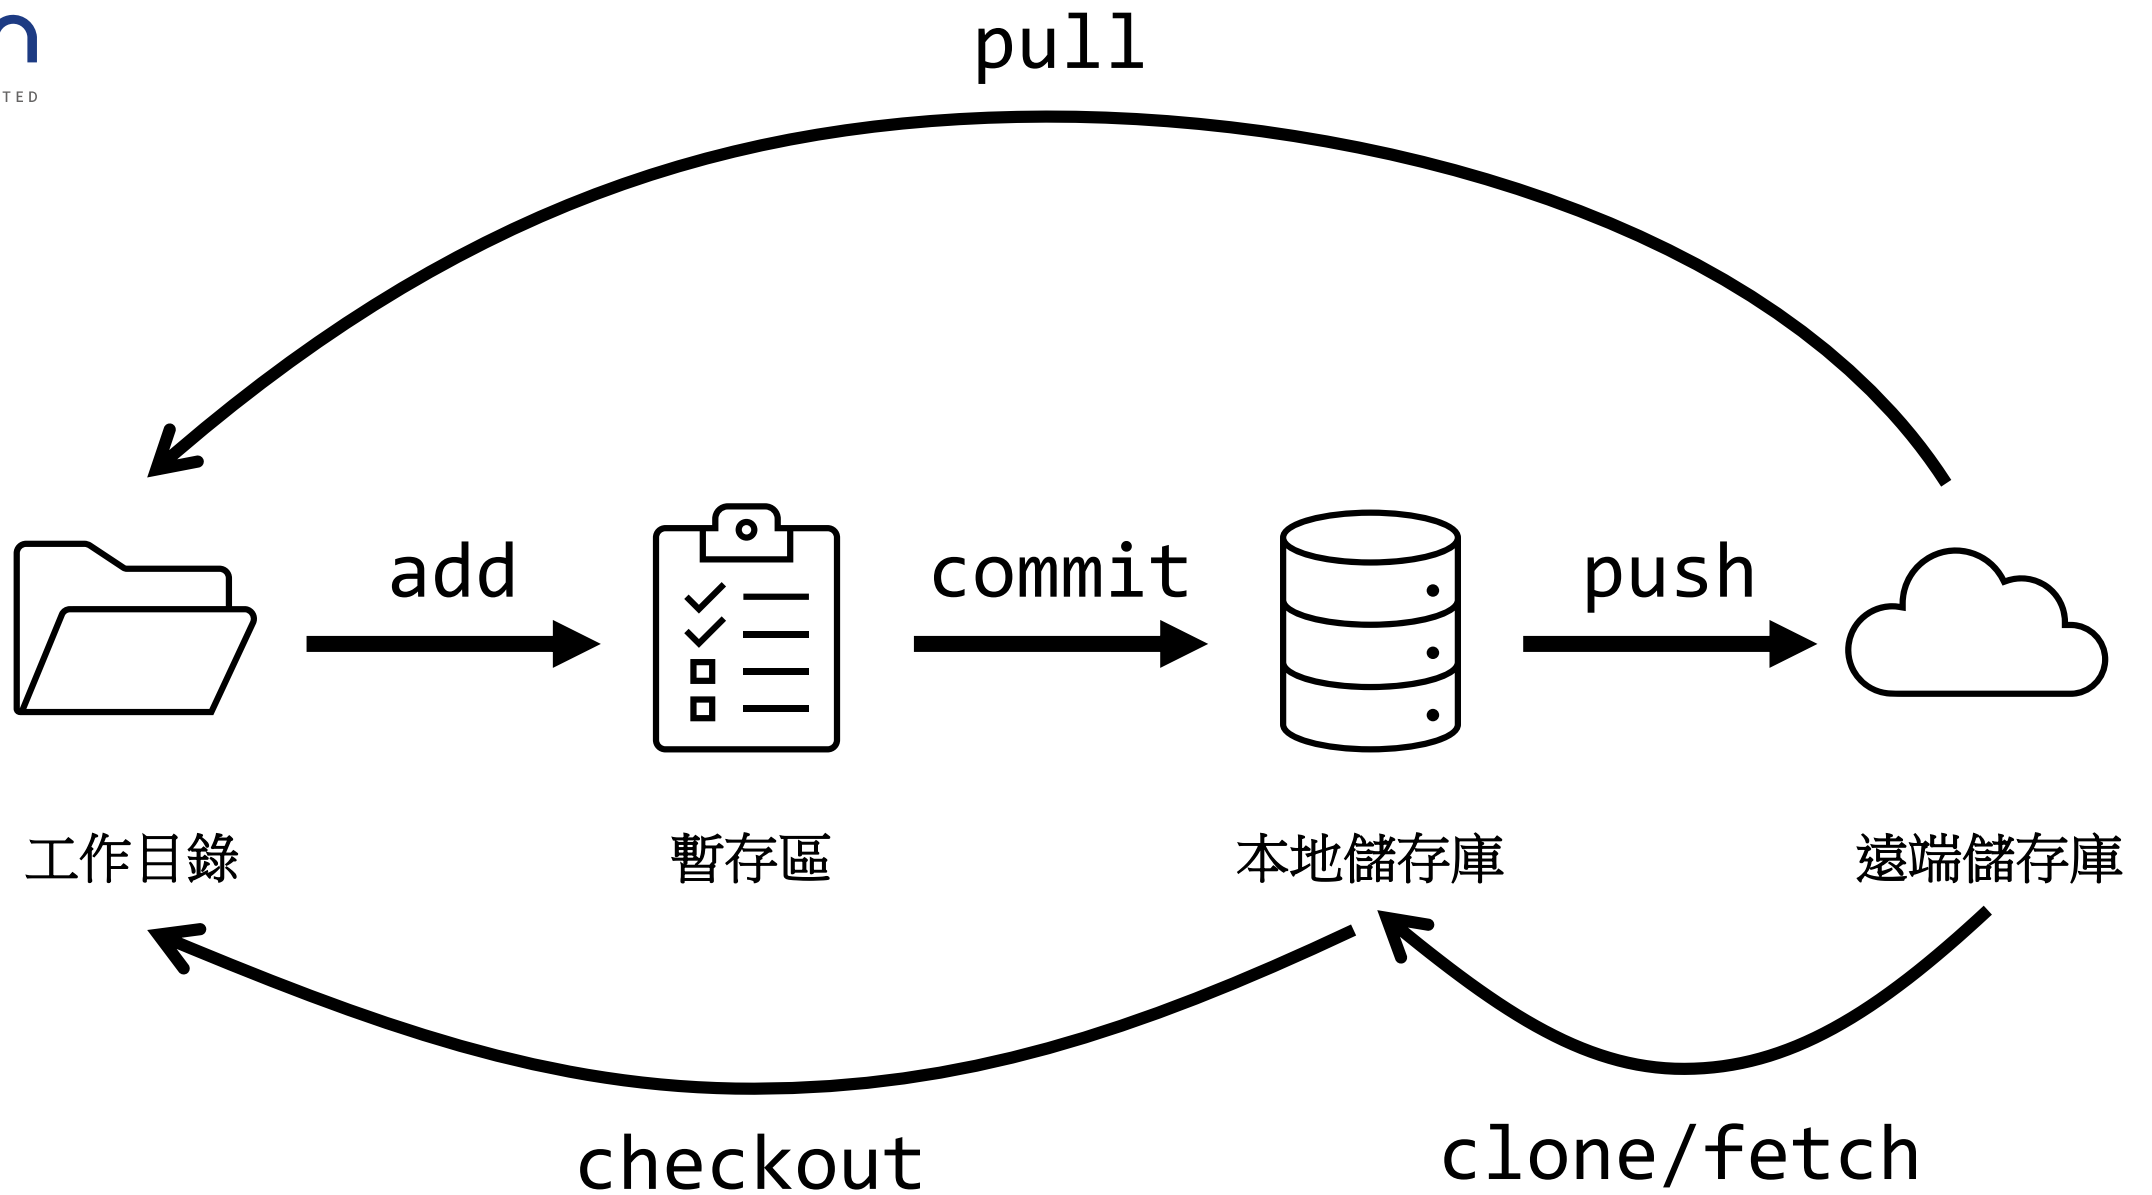 pull
TED
add
commit
push
工作目錄
暫存區
本地儲存庫
遠端儲存庫
checkout
clone/fetch